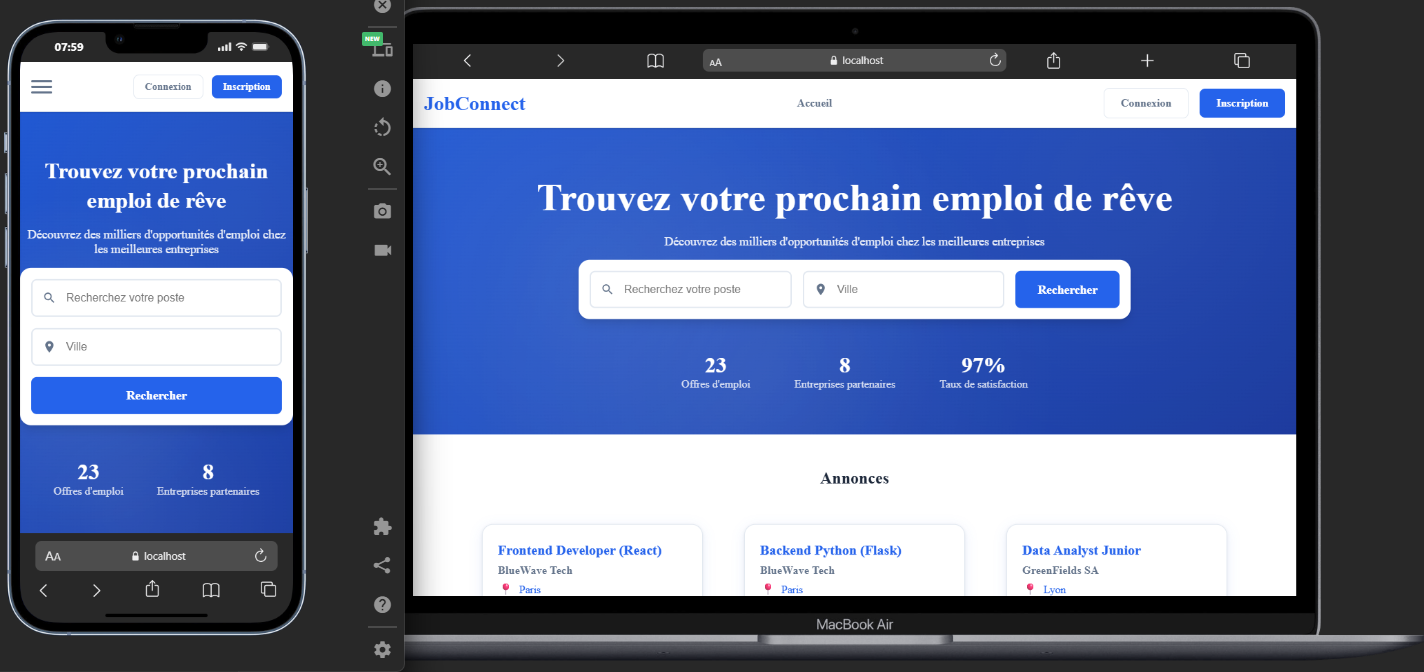 07:59
Connexion
Inscription
Trouvez votre prochain
emploi de rêve
Découvrez des milliers d'opportunités d'emploi chez
les meilleures entreprises
Recherchez votre poste
Ville
Rechercher
23
Offres d'emploi
8
Entreprises partenaires
AA
localhost
NEW
AA
localhost
JobConnect
Accueil
Connexion
Inscription
Trouvez votre prochain emploi de rêve
Découvrez des milliers d'opportunités d'emploi chez les meilleures entreprises
Recherchez votre poste
Ville
Rechercher
23
Offres d'emploi
8
Entreprises partenaires
97%
Taux de satisfaction
Annonces
Frontend Developer (React)
BlueWave Tech
Paris
Backend Python (Flask)
BlueWave Tech
Paris
Data Analyst Junior
GreenFields SA
Lyon
MacBook Air